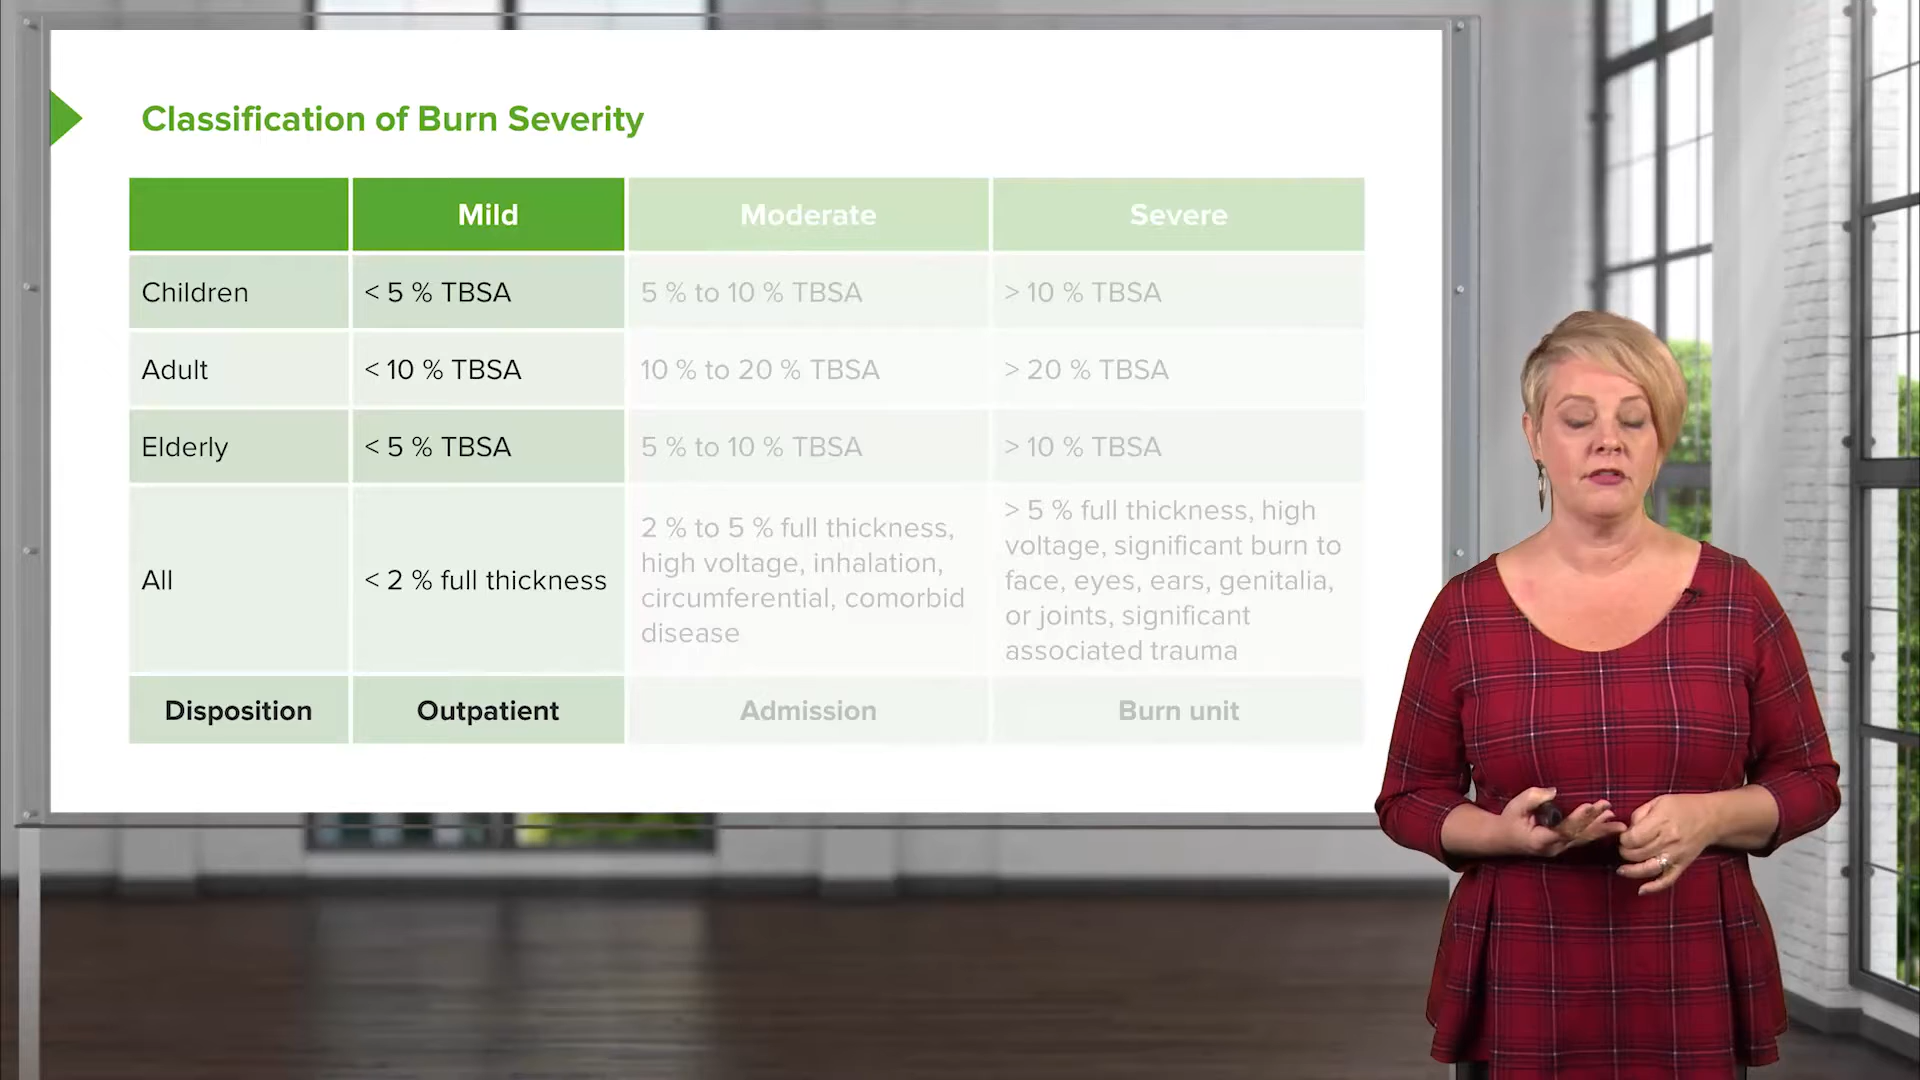 Classification of Burn Severity
Mild Moderate Severe
Children < 5 % TBSA 5 % to 10 % TBSA > 10 % TBSA
Adult < 10 % TBSA 10 % to 20 % TBSA > 20 % TBSA
Elderly < 5 % TBSA 5 % to 10 % TBSA > 10 % TBSA
All
< 2 % full thickness
2 % to 5 % full thickness,
high voltage, inhalation,
circumferential, comorbid
disease
> 5 % full thickness, high
voltage, significant burn to
face, eyes, ears, genitalia,
or joints, significant
associated trauma
Disposition Outpatient Admission Burn unit